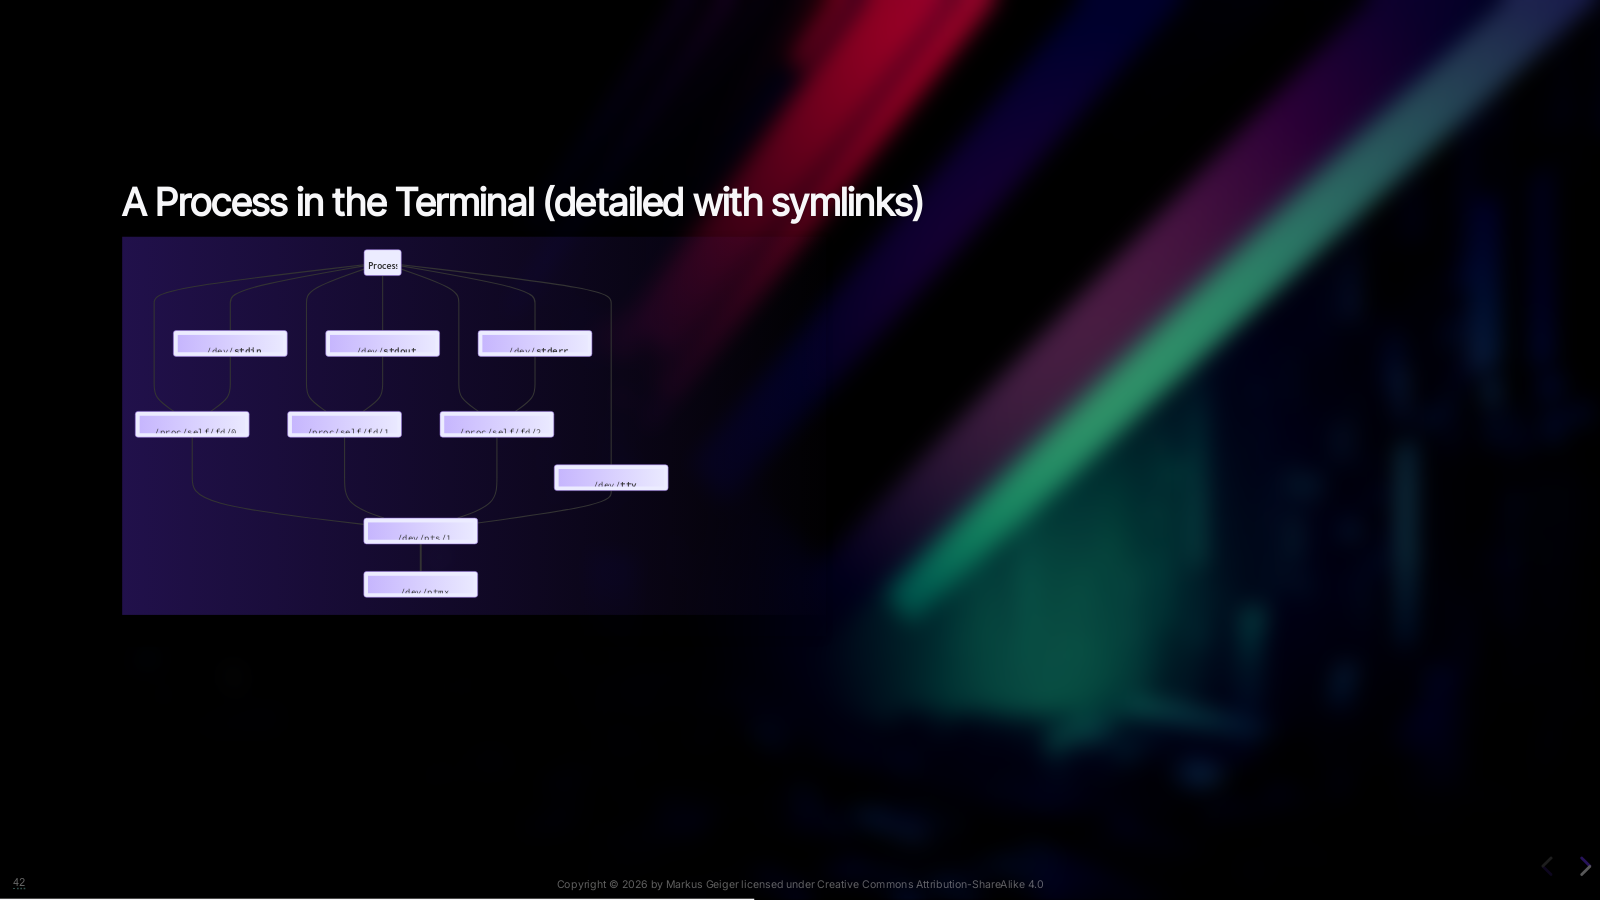 A Process in the Terminal (detailed with symlinks)
Process
/dev/stdin
/dev/stdout
/dev/stderr
/proc/self/fd/0
/proc/self/fd/1
/proc/self/fd/2
/dev/tty
/dev/pts/1
/dev/ptmx
42
Copyright © 2026 by Markus Geiger licensed under Creative Commons Attribution-ShareAlike 4.0